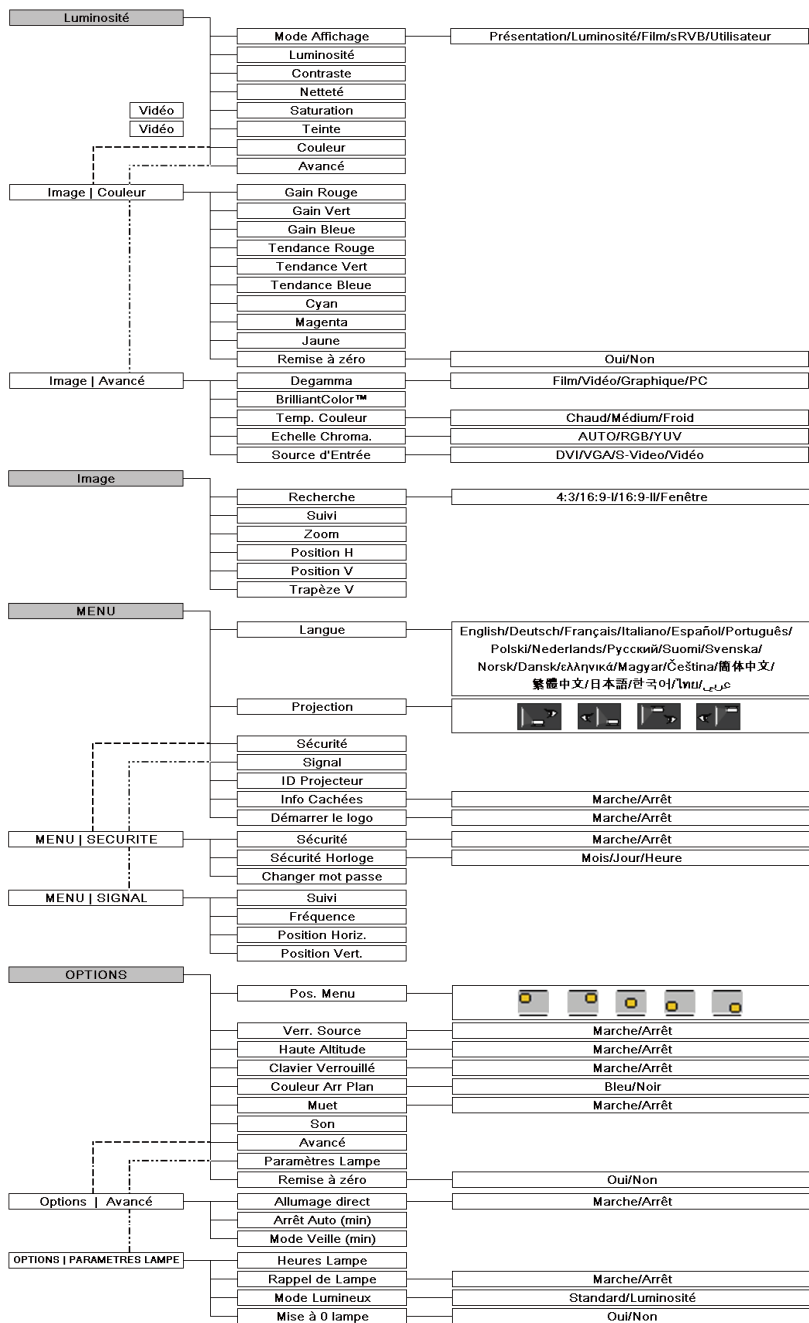 Luminosité
Mode Affichage Présentation/Luminosité/Film/sRVB/Utilisateur
Luminosité
Contraste
Netteté
Vidéo Saturation
Vidéo Teinte
Couleur
Avancé
Image | Couleur Gain Rouge
Gain Vert
Gain Bleue
Tendance Rouge
Tendance Vert
Tendance Bleue
Cyan
Magenta
Jaune
Remise à zéro Oui/Non
Image | Avancé Degamma Film/Vidéo/Graphique/PC
BrilliantColor™
Temp. Couleur Chaud/Médium/Froid
Echelle Chroma. AUTO/RGB/YUV
Source d'Entrée DVI/VGA/S-Video/Vidéo
Image
Recherche 4:3/16:9-I/16:9-II/Fenêtre
Suivi
Zoom
Position H
Position V
Trapèze V
MENU
Langue English/Deutsch/Français/Italiano/Español/Português/
Polski/Nederlands/Русский/Suomi/Svenska/
Norsk/Dansk/ελληνικά/Magyar/Čeština/簡体中文/
繁體中文/日本語/한국어/ไทย/عربي
Projection
Sécurité
Signal
ID Projecteur
Info Cachées Marche/Arrêt
Démarrer le logo Marche/Arrêt
MENU | SECURITE Sécurité Marche/Arrêt
Sécurité Horloge Mois/Jour/Heure
Changer mot passe
MENU | SIGNAL Suivi
Fréquence
Position Horiz.
Position Vert.
OPTIONS
Pos. Menu
Verr. Source Marche/Arrêt
Haute Altitude Marche/Arrêt
Clavier Verrouillé Marche/Arrêt
Couleur Arr Plan Bleu/Noir
Muet Marche/Arrêt
Son
Avancé
Paramètres Lampe
Remise à zéro Oui/Non
Options | Avancé Allumage direct Marche/Arrêt
Arrêt Auto (min)
Mode Veille (min)
OPTIONS | PARAMETRES LAMPE Heures Lampe
Rappel de Lampe Marche/Arrêt
Mode Lumineux Standard/Luminosité
Mise à 0 lampe Oui/Non